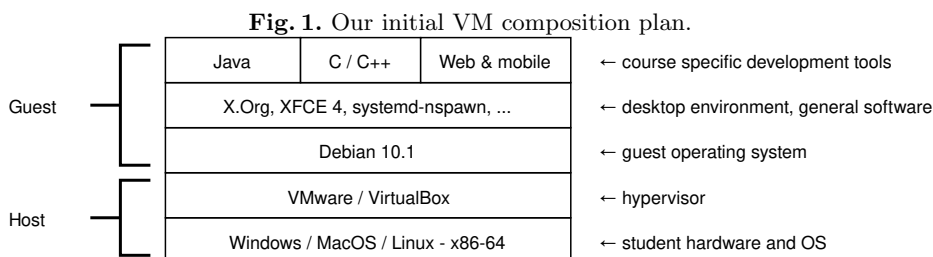 Fig. 1. Our initial VM composition plan.
Java C / C++ Web & mobile ← course specific development tools
Guest X.Org, XFCE 4, systemd-nspawn, ... ← desktop environment, general software
Debian 10.1 ← guest operating system
VMware / VirtualBox ← hypervisor
Host
Windows / MacOS / Linux - x86-64 ← student hardware and OS